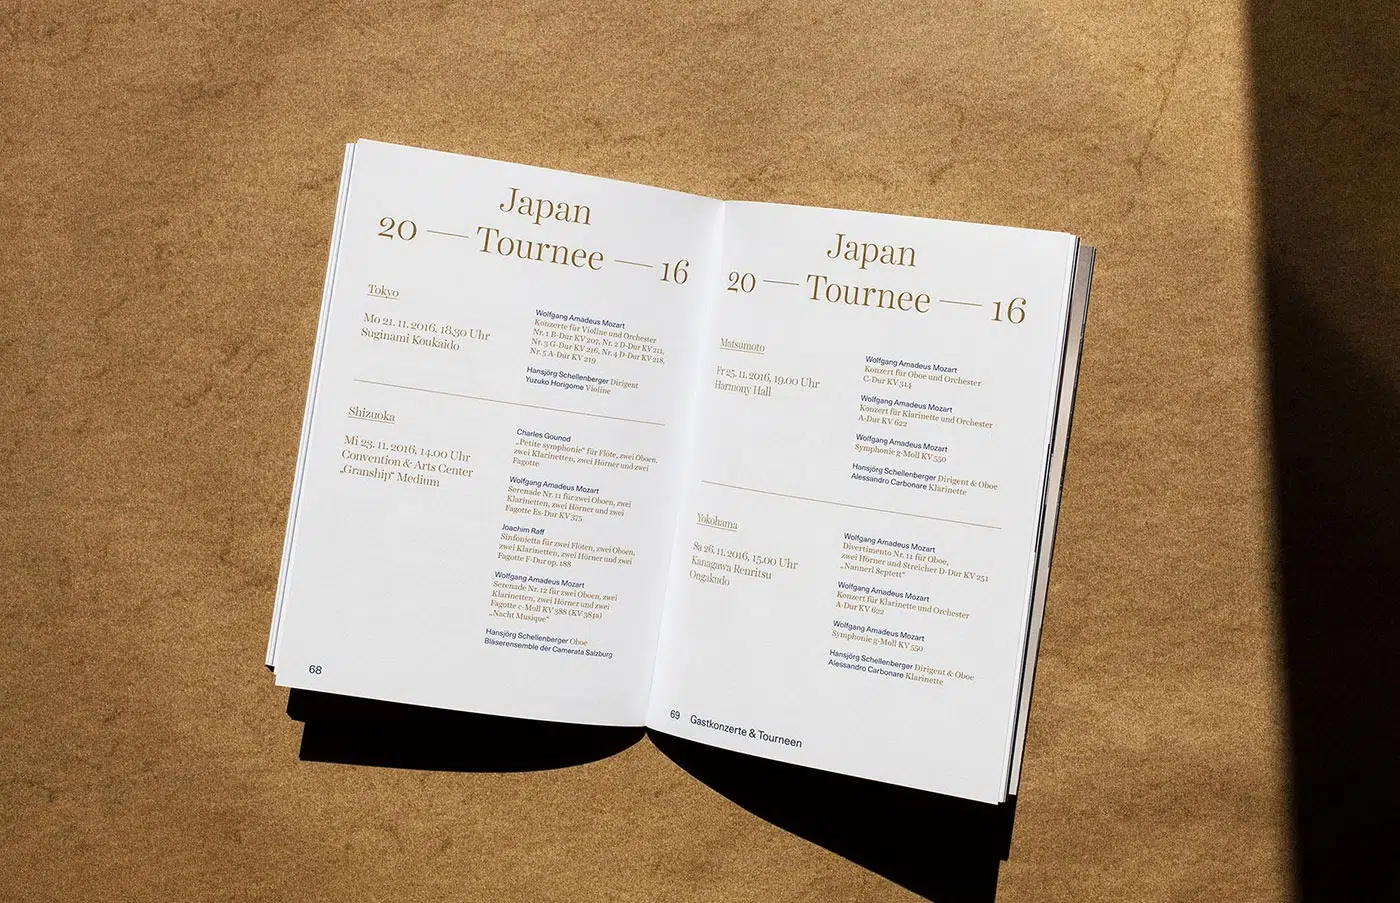 Japan
20 — Tournee — 16
Tokyo
Mo 21. 11. 2016, 18.30 Uhr
Suginami Koukaido
Wolfgang Amadeus Mozart
Konzerte für Violine und Orchester
Nr. 1 B-Dur KV 207, Nr. 2 D-Dur KV 211,
Nr. 3 G-Dur KV 216, Nr. 4 D-Dur KV 218,
Nr. 5 A-Dur KV 219
Hansjörg Schellenberger Dirigent
Yuzuko Horigome Violine
Shizuoka
Mi 23. 11. 2016, 14.00 Uhr
Convention & Arts Center
„Granship“ Medium
Charles Gounod
„Petite symphonie“ für Flöte, zwei Oboen,
zwei Klarinetten, zwei Hörner und zwei
Fagotte
Wolfgang Amadeus Mozart
Serenade Nr. 11 für zwei Oboen, zwei
Klarinetten, zwei Hörner und zwei
Fagotte Es-Dur KV 375
Joachim Raff
Sinfonietta für zwei Flöten, zwei Oboen,
zwei Klarinetten, zwei Hörner und zwei
Fagotte F-Dur op. 188
Wolfgang Amadeus Mozart
Serenade Nr. 12 für zwei Oboen, zwei
Klarinetten, zwei Hörner und zwei
Fagotte c-Moll KV 388 (KV 384a)
„Nacht Musique“
Hansjörg Schellenberger Oboe
Bläserensemble der Camerata Salzburg
68
Japan
20 — Tournee — 16
Matsumoto
Fr 25. 11. 2016, 19.00 Uhr
Harmony Hall
Wolfgang Amadeus Mozart
Konzert für Oboe und Orchester
C-Dur KV 314
Wolfgang Amadeus Mozart
Konzert für Klarinette und Orchester
A-Dur KV 622
Wolfgang Amadeus Mozart
Symphonie g-Moll KV 550
Hansjörg Schellenberger Dirigent & Oboe
Alessandro Carbonare Klarinette
Yokohama
Sa 26. 11. 2016, 15.00 Uhr
Kanagawa Renritsu
Ongakudo
Wolfgang Amadeus Mozart
Divertimento Nr. 11 für Oboe,
zwei Hörner und Streicher D-Dur KV 251
„Nannerl Septett“
Wolfgang Amadeus Mozart
Konzert für Klarinette und Orchester
A-Dur KV 622
Wolfgang Amadeus Mozart
Symphonie g-Moll KV 550
Hansjörg Schellenberger Dirigent & Oboe
Alessandro Carbonare Klarinette
69 Gastkonzerte & Tourneen